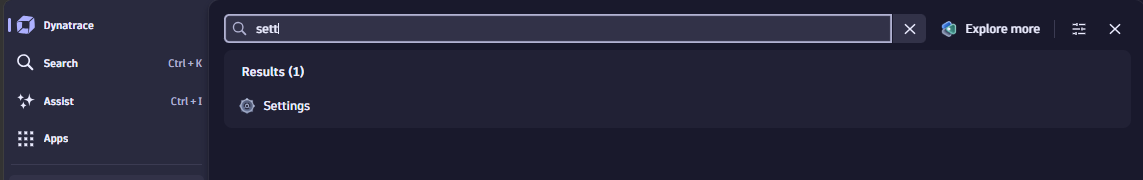 Dynatrace
Search Ctrl + K
Assist Ctrl + I
Apps
sett
Explore more
Results (1)
Settings